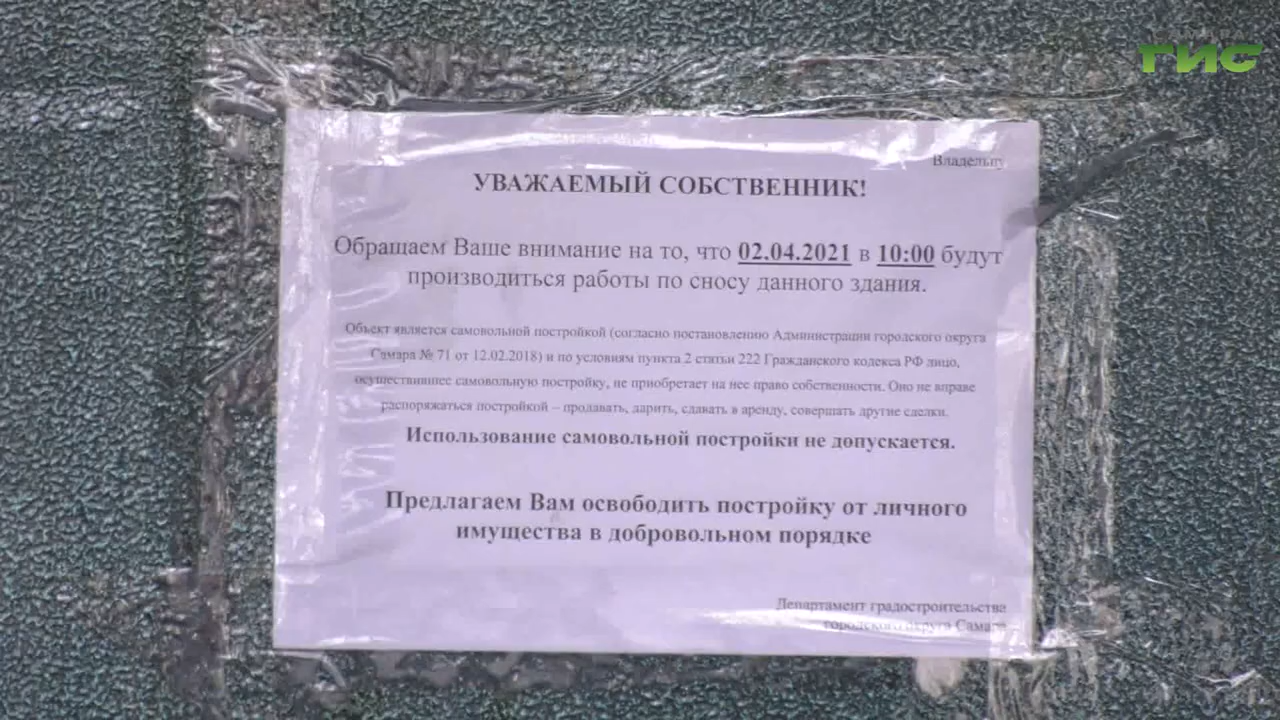 САМАРА
ГИС
Владельцу
УВАЖАЕМЫЙ СОБСТВЕННИК!
Обращаем Ваше внимание на то, что 02.04.2021 в 10:00 будут
производиться работы по сносу данного здания.
Объект является самовольной постройкой (согласно постановлению Администрации городского округа
Самара № 71 от 12.02.2018) и по условиям пункта 2 статьи 222 Гражданского кодекса РФ лицо,
осуществившее самовольную постройку, не приобретает на нее право собственности. Оно не вправе
распоряжаться постройкой – продавать, дарить, сдавать в аренду, совершать другие сделки.
Использование самовольной постройки не допускается.
Предлагаем Вам освободить постройку от личного
имущества в добровольном порядке
Департамент градостроительства
городского округа Самара